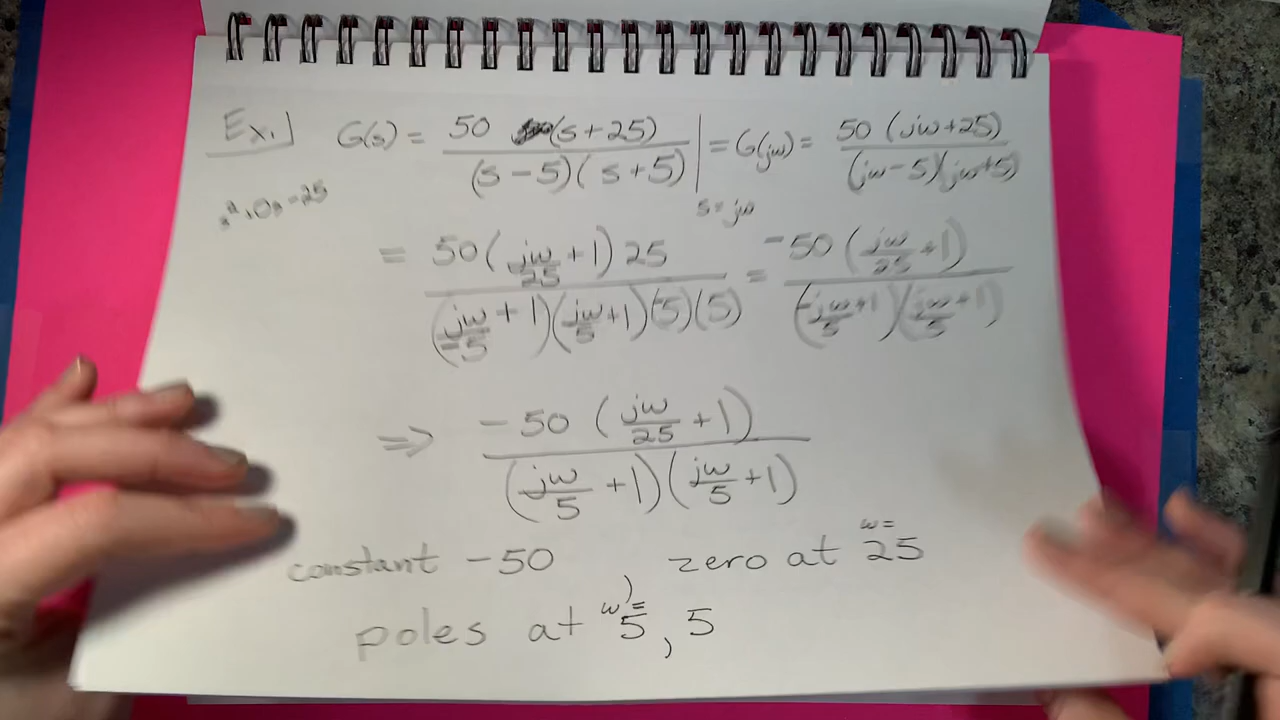 Ex.1 G(s) = 50 (s+25) / (s-5)(s+5) | s=jω = G(jω) = 50 (jω+25) / (jω-5)(jω+5)
= 50(jω/25 + 1) 25 / (jω/-5 + 1)(jω/5 + 1)(-5)(5) = -50 (jω/25 + 1) / (-jω/5 + 1)(jω/5 + 1)
=> -50 (jω/25 + 1) / (jω/5 + 1)(jω/5 + 1)
constant -50 , zero at ω= 25
poles at ω= 5, 5